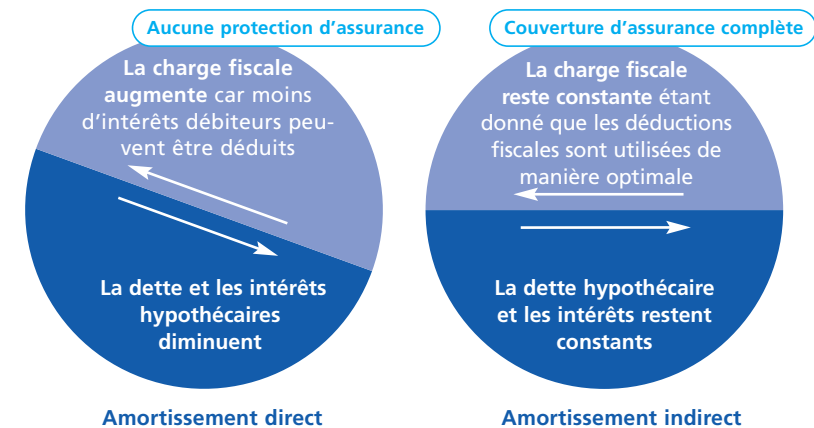 Aucune protection d'assurance
La charge fiscale
augmente car moins
d'intérêts débiteurs peu-
vent être déduits
La dette et les intérêts
hypothécaires
diminuent
Amortissement direct
Couverture d'assurance complète
La charge fiscale
reste constante étant
donné que les déductions
fiscales sont utilisées de
manière optimale
La dette hypothécaire
et les intérêts restent
constants
Amortissement indirect